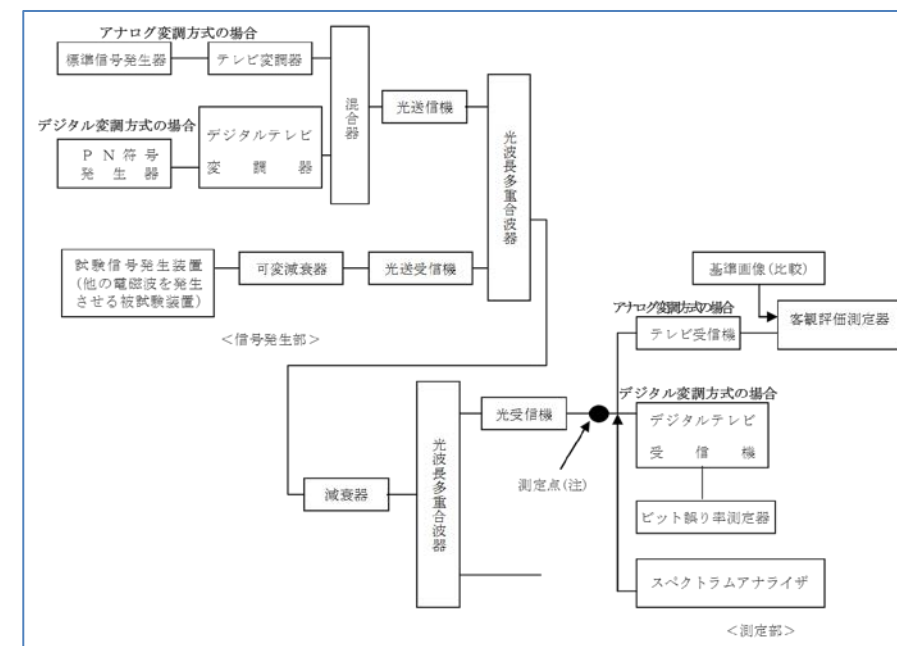 アナログ変調方式の場合
標準信号発生器
テレビ変調器
混合器
光送信機
光波長多重合波器
デジタル変調方式の場合
デジタルテレビ
変調器
ＰＮ符号
発生器
試験信号発生装置
(他の電磁波を発生
させる被試験装置)
可変減衰器
光送受信機
＜信号発生部＞
基準画像(比較)
アナログ変調方式の場合
テレビ受信機
客観評価測定器
減衰器
光波長多重合波器
光受信機
測定点(注)
デジタル変調方式の場合
デジタルテレビ
受信機
ビット誤り率測定器
スペクトラムアナライザ
＜測定部＞